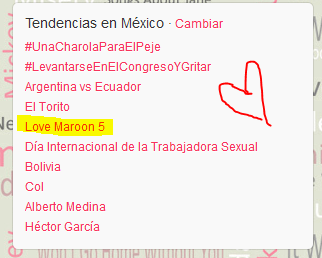 Tendencias en México · Cambiar
#UnaCharolaParaElPeje
#LevantarseEnElCongresoYGritar
Argentina vs Ecuador
El Torito
Love Maroon 5
Día Internacional de la Trabajadora Sexual
Bolivia
Col
Alberto Medina
Héctor García
Mickey